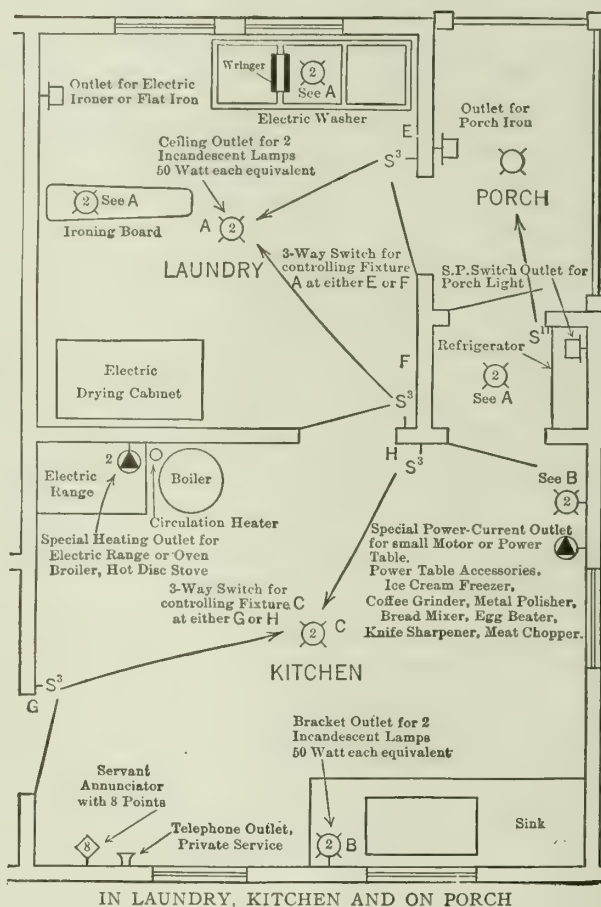 Wringer
2
See A
Outlet for Electric
Ironer or Flat Iron
Electric Washer
Outlet for
Porch Iron
E
Ceiling Outlet for 2
Incandescent Lamps
50 Watt each equivalent
S3
2
See A
Ironing Board
A
2
PORCH
LAUNDRY
3-Way Switch for
controlling Fixture
A at either E or F
S.P. Switch Outlet for
Porch Light
S11
Refrigerator
Electric
Drying Cabinet
F
2
See A
S3
H
S3
2
Electric
Range
Boiler
See B
2
Circulation Heater
Special Heating Outlet for
Electric Range or Oven
Broiler, Hot Disc Stove
Special Power-Current Outlet
for small Motor or Power
Table.
Power Table Accessories.
Ice Cream Freezer,
Coffee Grinder, Metal Polisher,
Bread Mixer, Egg Beater,
Knife Sharpener, Meat Chopper.
3-Way Switch for
controlling Fixture C
at either G or H
2
C
KITCHEN
S3
G
Bracket Outlet for 2
Incandescent Lamps
50 Watt each equivalent
Servant
Annunciator
with 8 Points
Telephone Outlet,
Private Service
8
2
B
Sink
IN LAUNDRY, KITCHEN AND ON PORCH